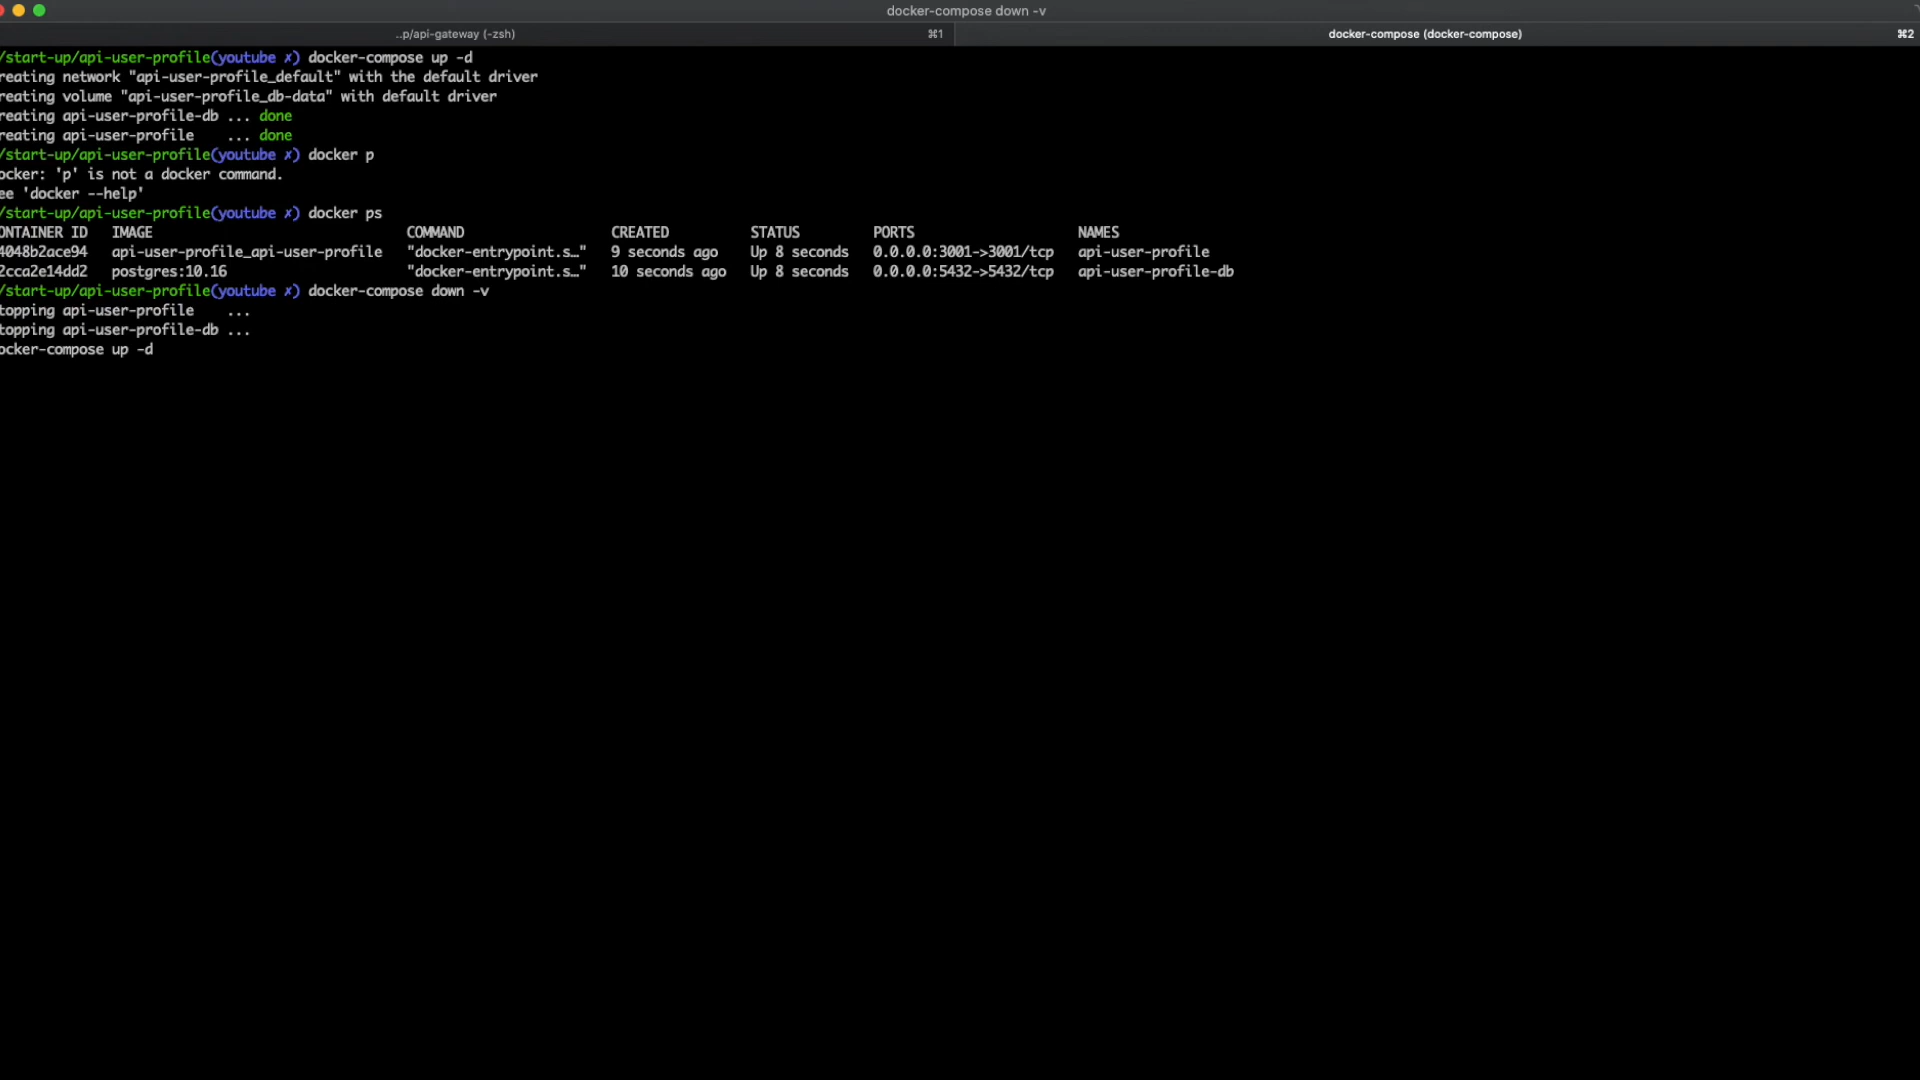 docker-compose down -v
..p/api-gateway (-zsh) ⌘1 docker-compose (docker-compose) ⌘2
/start-up/api-user-profile(youtube ✗) docker-compose up -d
reating network "api-user-profile_default" with the default driver
reating volume "api-user-profile_db-data" with default driver
reating api-user-profile-db ... done
reating api-user-profile    ... done
/start-up/api-user-profile(youtube ✗) docker p
ocker: 'p' is not a docker command.
ee 'docker --help'
/start-up/api-user-profile(youtube ✗) docker ps
ONTAINER ID   IMAGE   COMMAND   CREATED   STATUS   PORTS   NAMES
4048b2ace94   api-user-profile_api-user-profile   "docker-entrypoint.s…"   9 seconds ago   Up 8 seconds   0.0.0.0:3001->3001/tcp   api-user-profile
2cca2e14dd2   postgres:10.16   "docker-entrypoint.s…"   10 seconds ago   Up 8 seconds   0.0.0.0:5432->5432/tcp   api-user-profile-db
/start-up/api-user-profile(youtube ✗) docker-compose down -v
topping api-user-profile    ...
topping api-user-profile-db ...
ocker-compose up -d